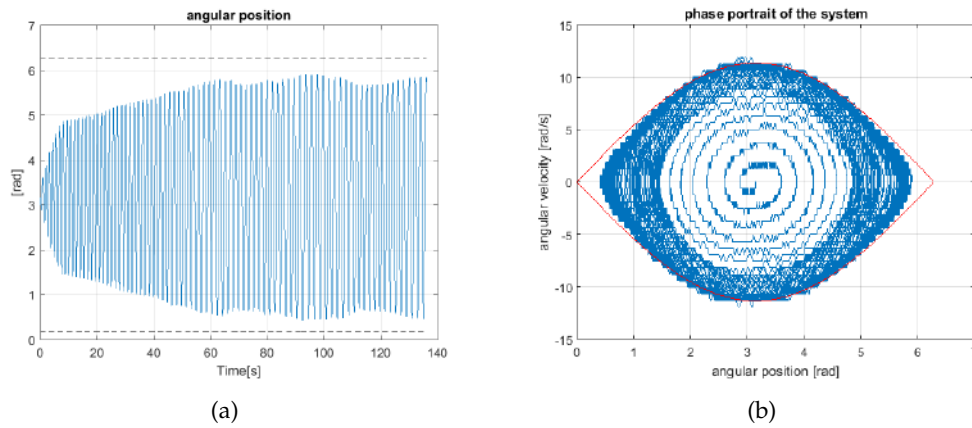 angular position
7
6
5
4
3
2
1
0
[rad]
0 20 40 60 80 100 120 140
Time[s]
(a)
phase portrait of the system
15
10
5
0
-5
-10
-15
angular velocity [rad/s]
0 1 2 3 4 5 6 7
angular position [rad]
(b)